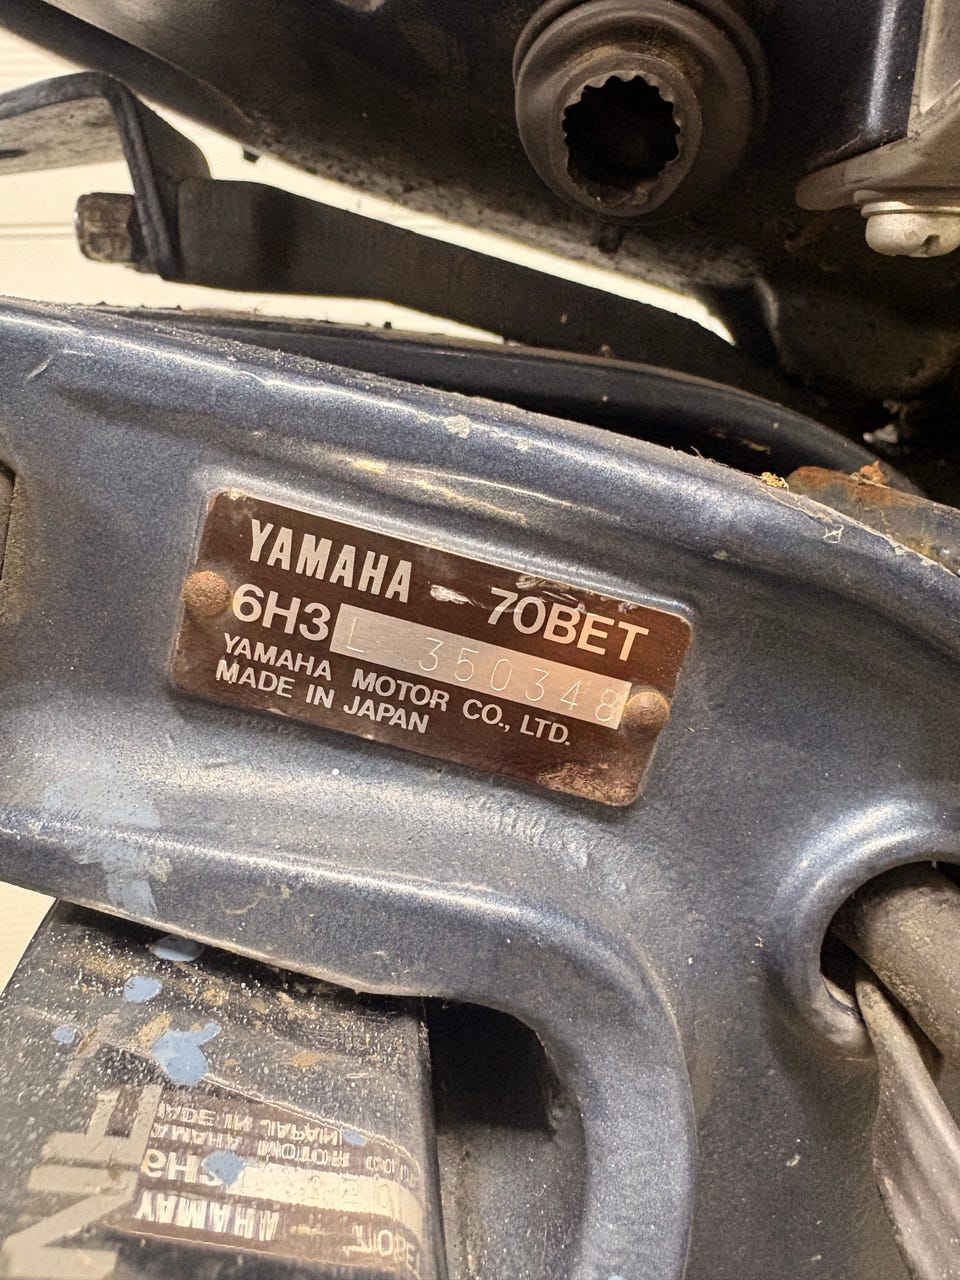 YAMAHA 70BET
6H3 L 350348
YAMAHA MOTOR CO., LTD.
MADE IN JAPAN